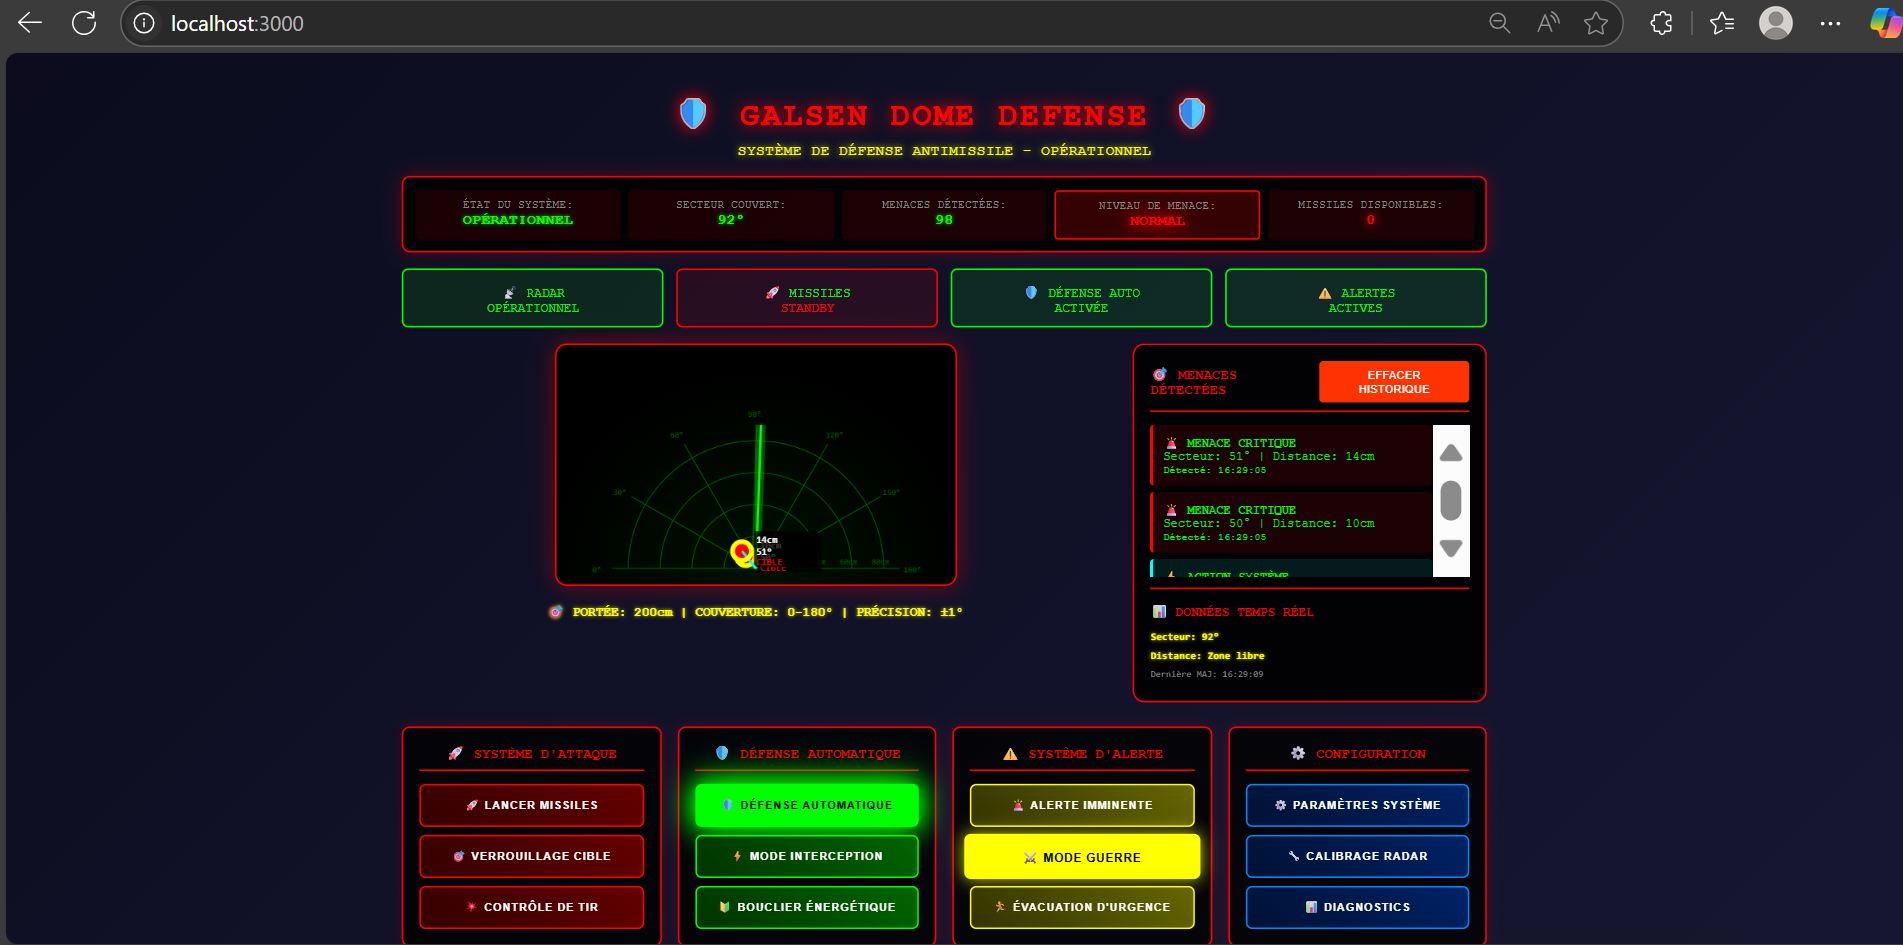 localhost:3000
GALSEN DOME DEFENSE
SYSTÈME DE DÉFENSE ANTIMISSILE - OPÉRATIONNEL
ÉTAT DU SYSTÈME:
OPÉRATIONNEL
SECTEUR COUVERT:
92°
MENACES DÉTECTÉES:
98
NIVEAU DE MENACE:
NORMAL
MISSILES DISPONIBLES:
0
RADAR
OPÉRATIONNEL
MISSILES
STANDBY
DÉFENSE AUTO
ACTIVÉE
ALERTES
ACTIVES
90°
60°
120°
30°
150°
14cm
51°
CIBLE
CIBLE
60cm
80cm
0°
180°
PORTÉE: 200cm | COUVERTURE: 0-180° | PRÉCISION: ±1°
MENACES
DÉTECTÉES
EFFACER
HISTORIQUE
MENACE CRITIQUE
Secteur: 51° | Distance: 14cm
Détecté: 16:29:05
MENACE CRITIQUE
Secteur: 50° | Distance: 10cm
Détecté: 16:29:05
ACTION SYSTÈME
DONNÉES TEMPS RÉEL
Secteur: 92°
Distance: Zone libre
Dernière MAJ: 16:29:09
SYSTÈME D'ATTAQUE
LANCER MISSILES
VERROUILLAGE CIBLE
CONTRÔLE DE TIR
DÉFENSE AUTOMATIQUE
DÉFENSE AUTOMATIQUE
MODE INTERCEPTION
BOUCLIER ÉNERGÉTIQUE
SYSTÈME D'ALERTE
ALERTE IMMINENTE
MODE GUERRE
ÉVACUATION D'URGENCE
CONFIGURATION
PARAMÈTRES SYSTÈME
CALIBRAGE RADAR
DIAGNOSTICS